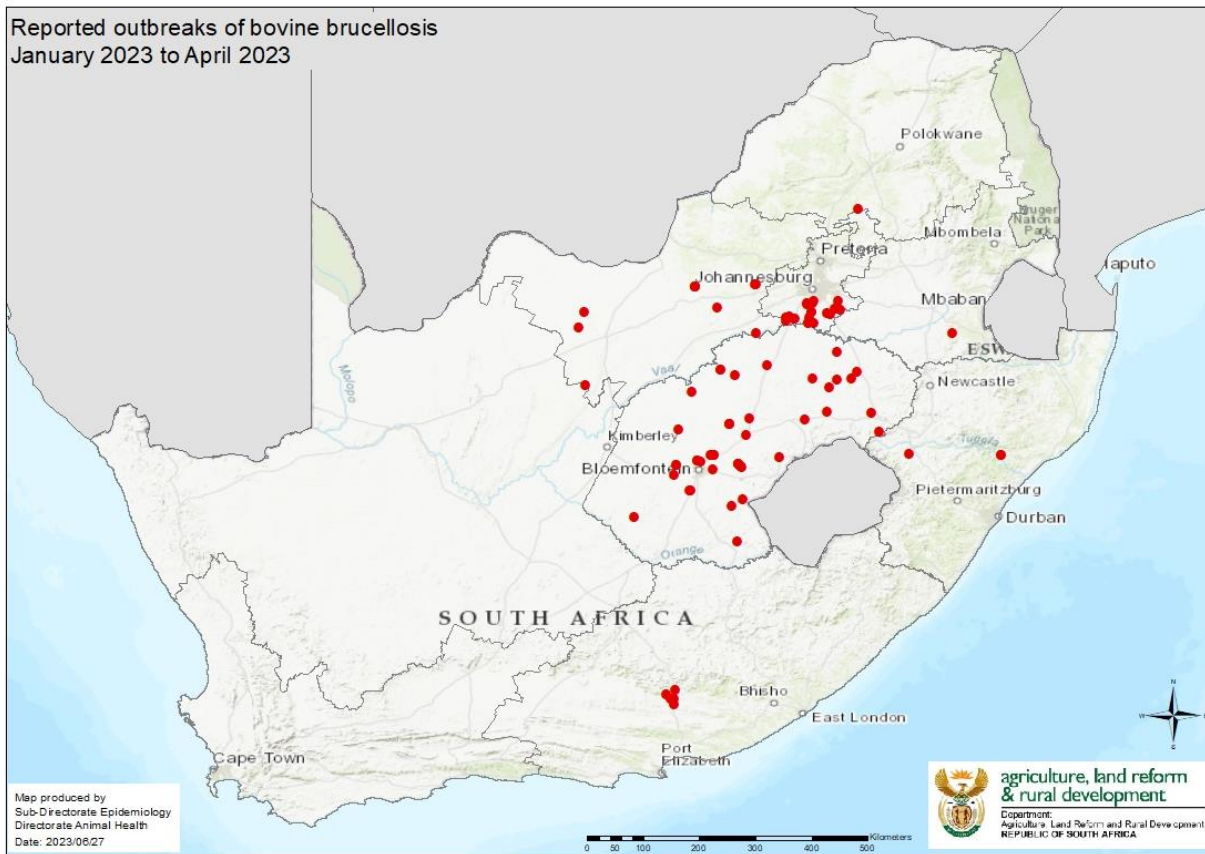 Reported outbreaks of bovine brucellosis
January 2023 to April 2023
Polokwane
Kruger
National
Park
Mbombela
Pretoria
Johannesburg
Maputo
Mbaban
Molopo
Vaal
ESW
Newcastle
Kimberley
Tugela
Bloemfontein
Pietermaritzburg
Durban
Orange
SOUTH AFRICA
Bhisho
East London
Port
Elizabeth
Cape Town
N
W
E
S
Map produced by
Sub-Directorate Epidemiology
Directorate Animal Health
Date: 2023/06/27
Kilometers
0 50 100 200 300 400 500
agriculture, land reform
& rural development
Department:
Agriculture, Land Reform and Rural Development
REPUBLIC OF SOUTH AFRICA